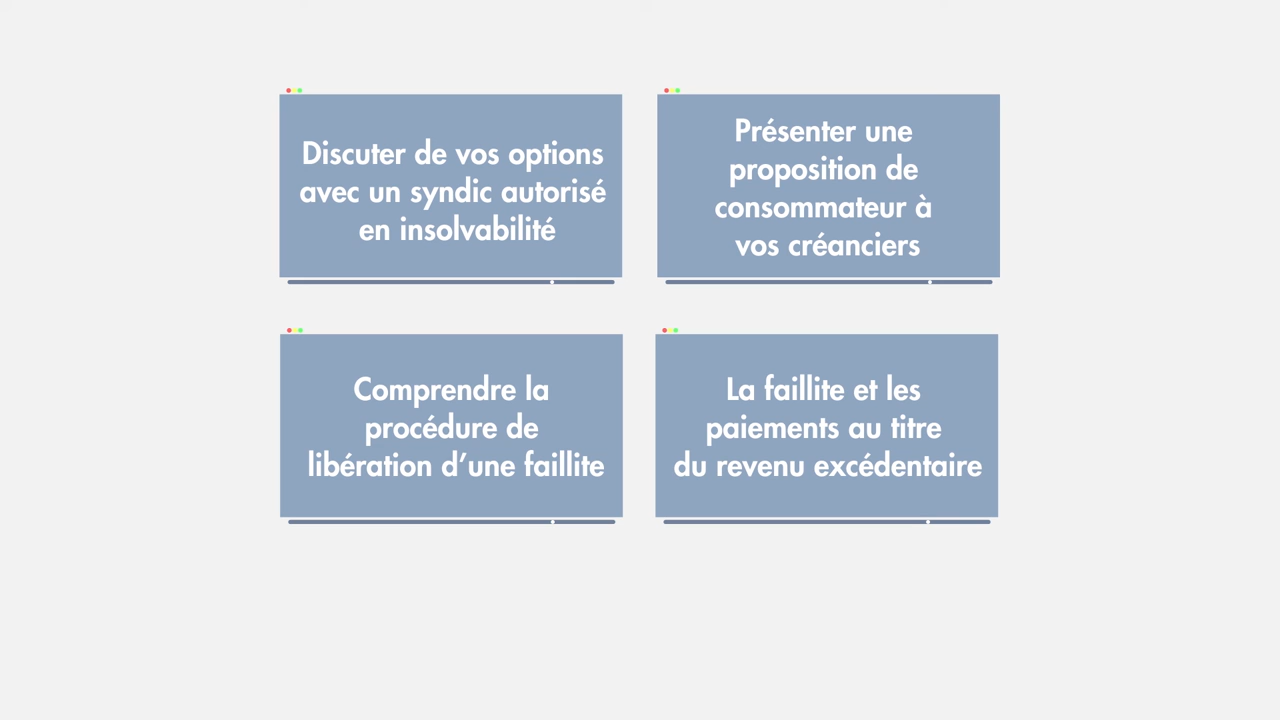 Discuter de vos options
avec un syndic autorisé
en insolvabilité
Présenter une
proposition de
consommateur à
vos créanciers
Comprendre la
procédure de
libération d’une faillite
La faillite et les
paiements au titre
du revenu excédentaire